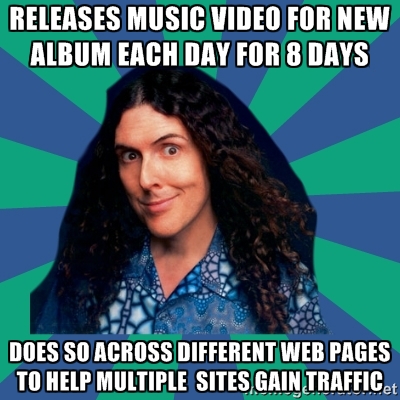 RELEASES MUSIC VIDEO FOR NEW
ALBUM EACH DAY FOR 8 DAYS
DOES SO ACROSS DIFFERENT WEB PAGES
TO HELP MULTIPLE SITES GAIN TRAFFIC